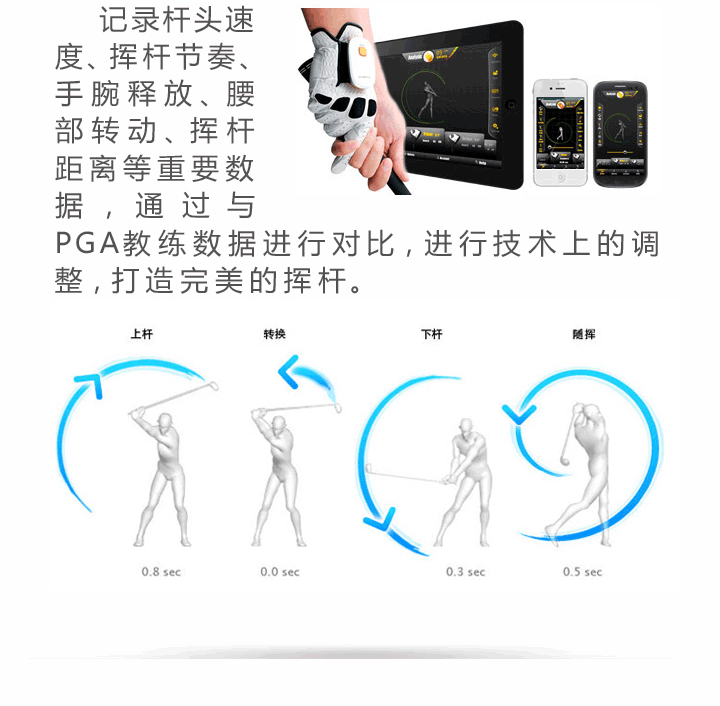 记录杆头速
度、挥杆节奏、
手腕释放、腰
部转动、挥杆
距离等重要数
据，通过与
PGA教练数据进行对比，进行技术上的调
整，打造完美的挥杆。
上杆 转换 下杆 随挥
0.8 sec 0.0 sec 0.3 sec 0.5 sec